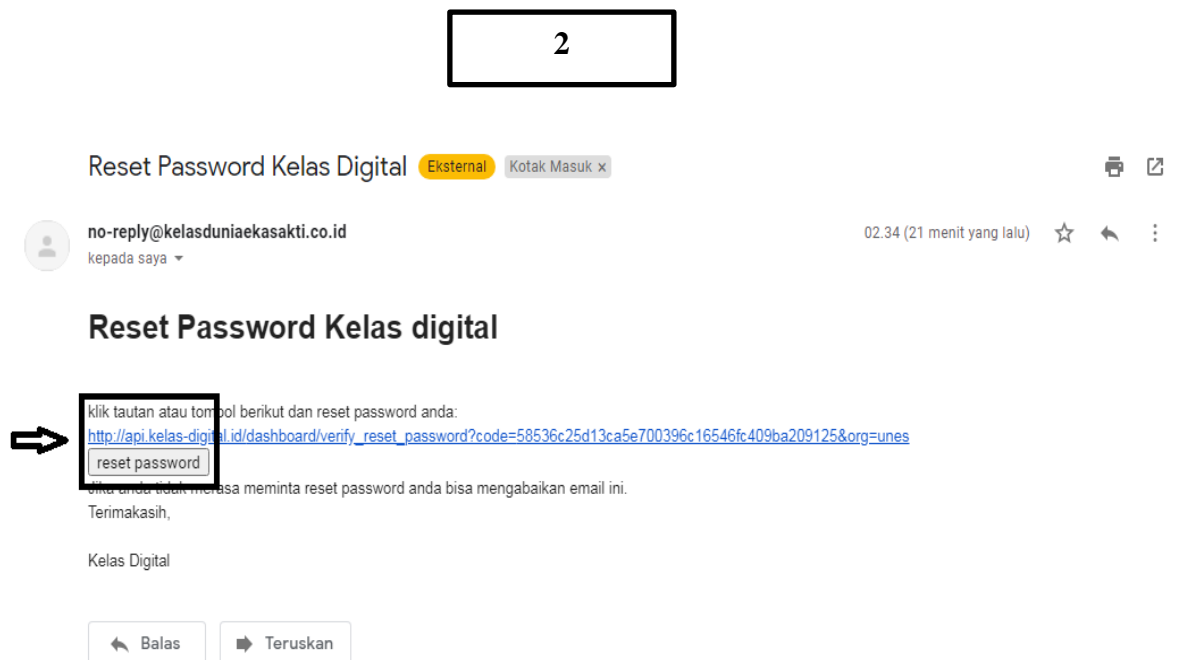 2
Reset Password Kelas Digital Eksternal Kotak Masuk x
no-reply@kelasduniaekasakti.co.id 02.34 (21 menit yang lalu)
kepada saya
Reset Password Kelas digital
klik tautan atau tombol berikut dan reset password anda:
http://api.kelas-digital.id/dashboard/verify_reset_password?code=58536c25d13ca5e700396c16546fc409ba209125&org=unes
reset password
Jika anda tidak merasa meminta reset password anda bisa mengabaikan email ini.
Terimakasih,
Kelas Digital
Balas Teruskan